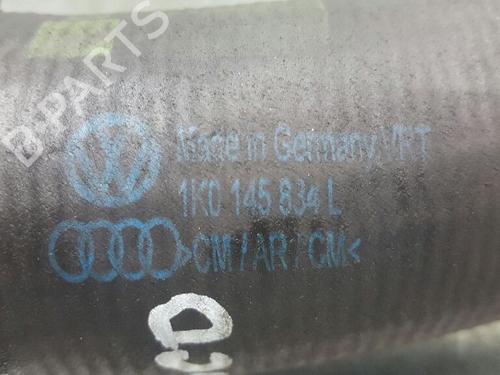 B-PARTS
Made in Germany, VRT
1K0 145 834 L
>CM/AR/CM<